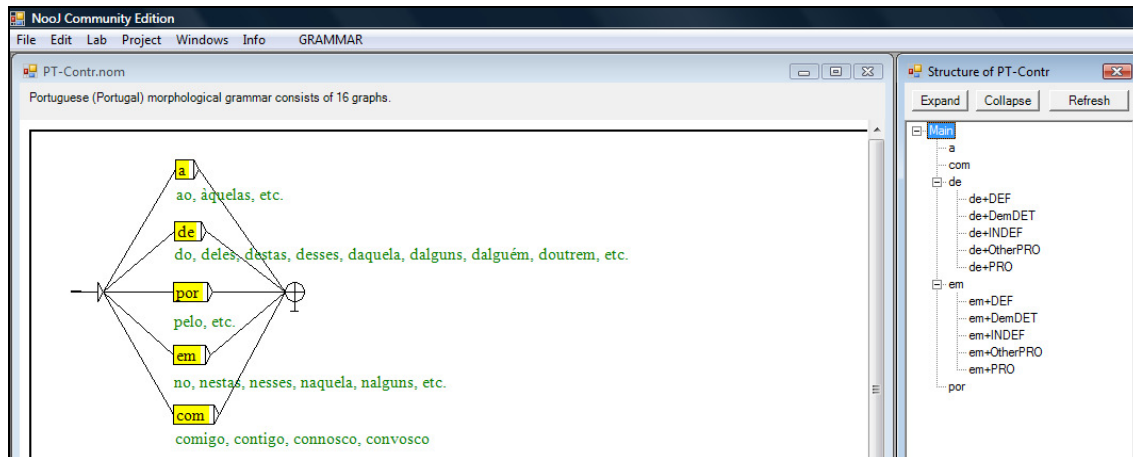 NooJ Community Edition
File Edit Lab Project Windows Info GRAMMAR
PT-Contr.nom
Portuguese (Portugal) morphological grammar consists of 16 graphs.
a
ao, àquelas, etc.
de
do, deles, destas, desses, daquela, dalguns, dalguém, doutrem, etc.
por
pelo, etc.
em
no, nestas, nesses, naquela, nalguns, etc.
com
comigo, contigo, connosco, convosco
Structure of PT-Contr
Expand Collapse Refresh
Main
a
com
de
de+DEF
de+DemDET
de+INDEF
de+OtherPRO
de+PRO
em
em+DEF
em+DemDET
em+INDEF
em+OtherPRO
em+PRO
por